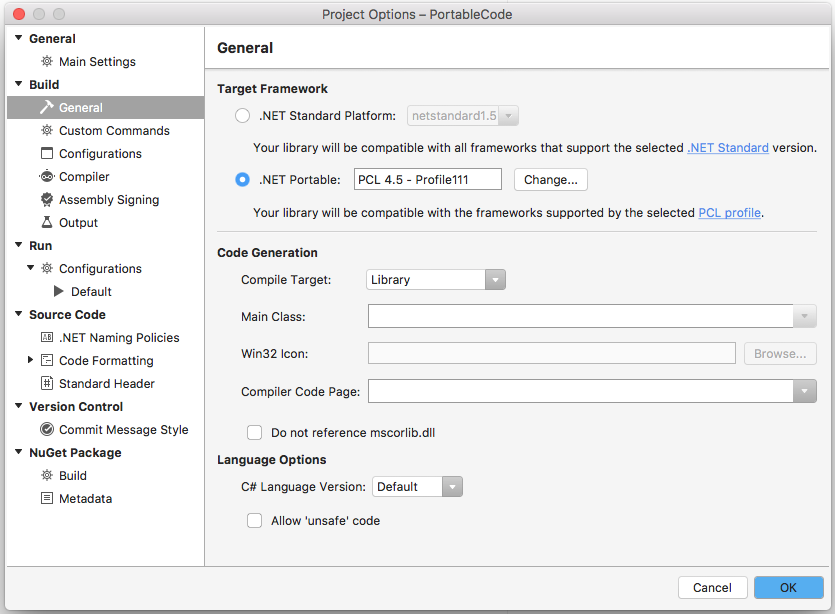 Project Options – PortableCode
General
Main Settings
Build
General
Custom Commands
Configurations
Compiler
Assembly Signing
Output
Run
Configurations
Default
Source Code
.NET Naming Policies
Code Formatting
Standard Header
Version Control
Commit Message Style
NuGet Package
Build
Metadata
General
Target Framework
.NET Standard Platform: netstandard1.5
Your library will be compatible with all frameworks that support the selected .NET Standard version.
.NET Portable: PCL 4.5 - Profile111 Change...
Your library will be compatible with the frameworks supported by the selected PCL profile.
Code Generation
Compile Target: Library
Main Class:
Win32 Icon: Browse...
Compiler Code Page:
Do not reference mscorlib.dll
Language Options
C# Language Version: Default
Allow 'unsafe' code
Cancel OK